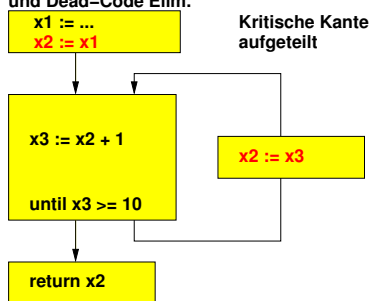 und Dead-Code Elim.
x1 := ...
x2 := x1
Kritische Kante
aufgeteilt
x3 := x2 + 1
x2 := x3
until x3 >= 10
return x2